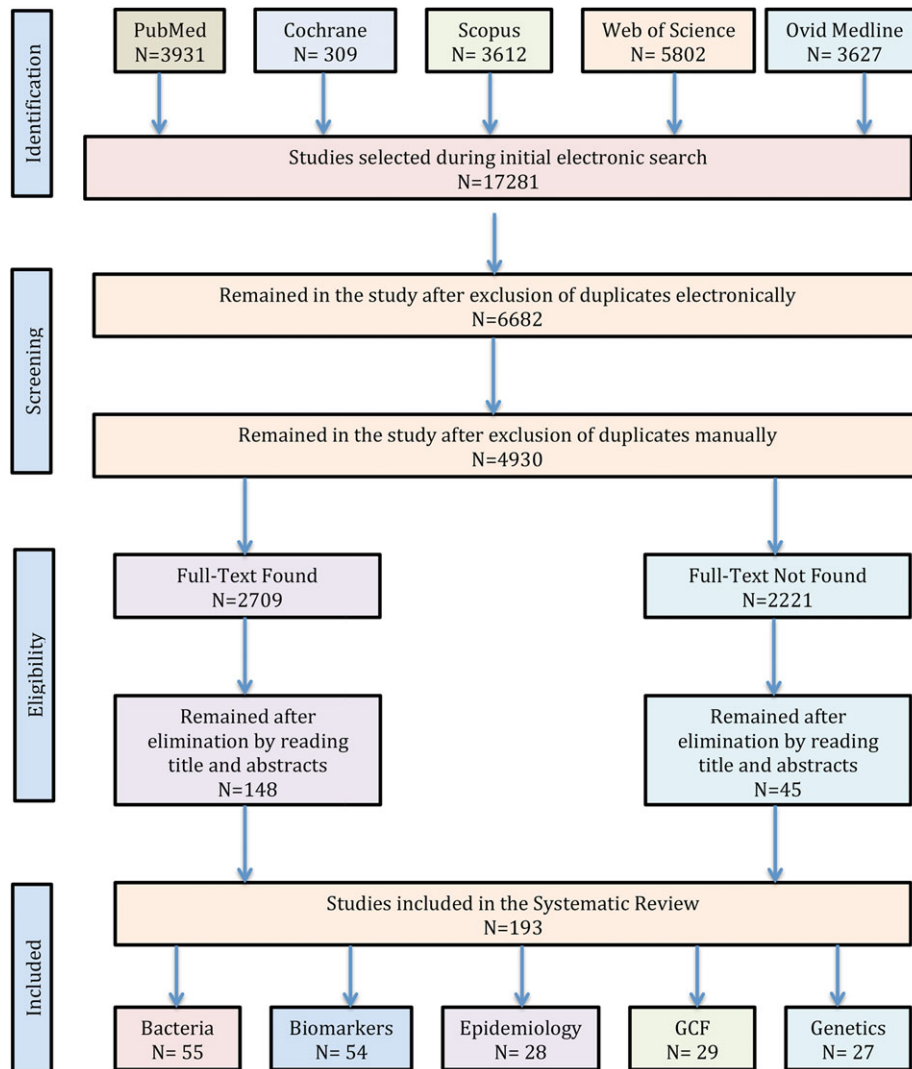 Identification
PubMed
N=3931
Cochrane
N= 309
Scopus
N= 3612
Web of Science
N= 5802
Ovid Medline
N= 3627
Studies selected during initial electronic search
N=17281
Screening
Remained in the study after exclusion of duplicates electronically
N=6682
Remained in the study after exclusion of duplicates manually
N=4930
Eligibility
Full-Text Found
N=2709
Full-Text Not Found
N=2221
Remained after
elimination by reading
title and abstracts
N=148
Remained after
elimination by reading
title and abstracts
N=45
Included
Studies included in the Systematic Review
N=193
Bacteria
N= 55
Biomarkers
N= 54
Epidemiology
N= 28
GCF
N= 29
Genetics
N= 27